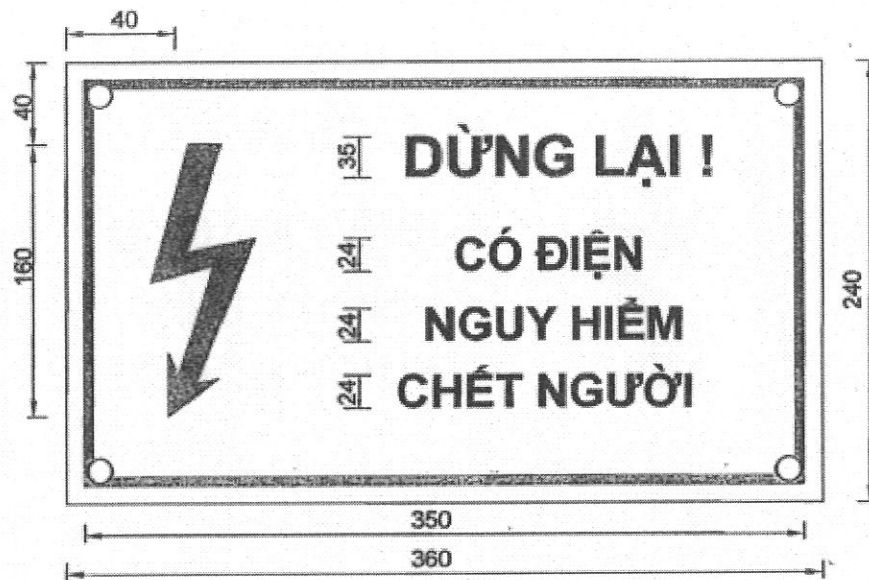 40
40
35
DỪNG LẠI !
160
24
CÓ ĐIỆN
240
24
NGUY HIỂM
24
CHẾT NGƯỜI
350
360